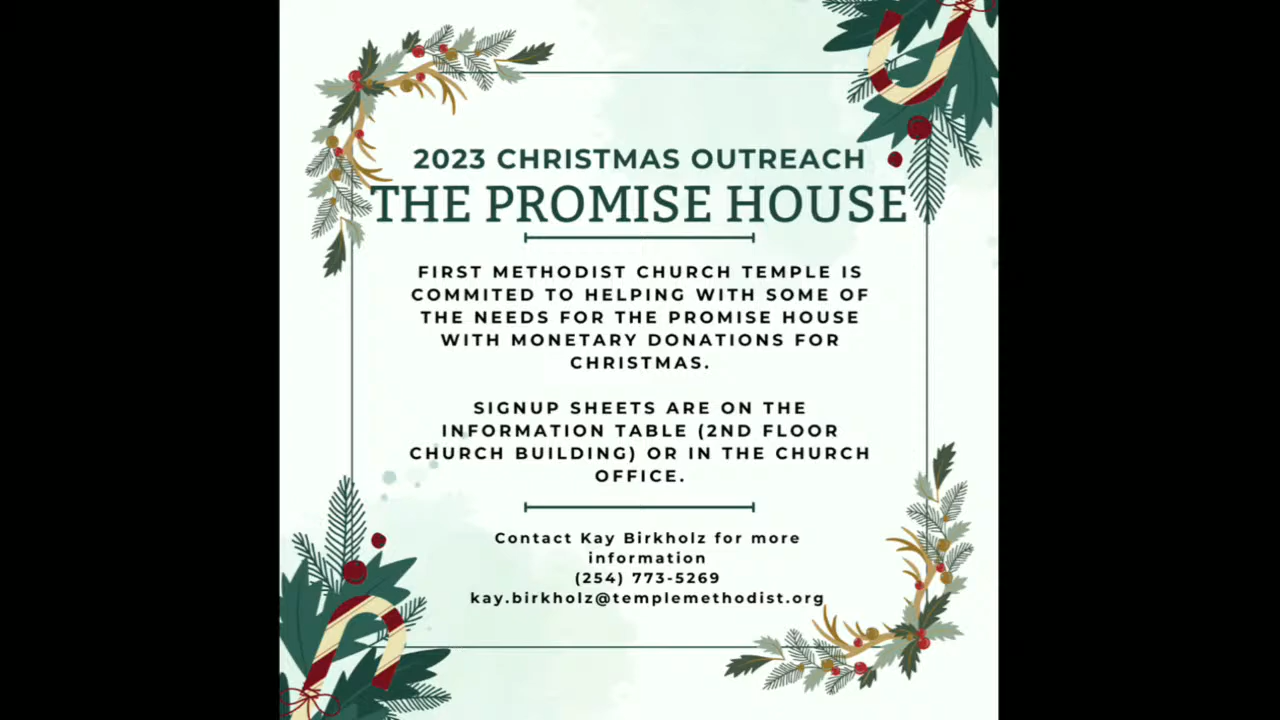 2023 CHRISTMAS OUTREACH
THE PROMISE HOUSE
FIRST METHODIST CHURCH TEMPLE IS
COMMITED TO HELPING WITH SOME OF
THE NEEDS FOR THE PROMISE HOUSE
WITH MONETARY DONATIONS FOR
CHRISTMAS.
SIGNUP SHEETS ARE ON THE
INFORMATION TABLE (2ND FLOOR
CHURCH BUILDING) OR IN THE CHURCH
OFFICE.
Contact Kay Birkholz for more
information
(254) 773-5269
kay.birkholz@templemethodist.org